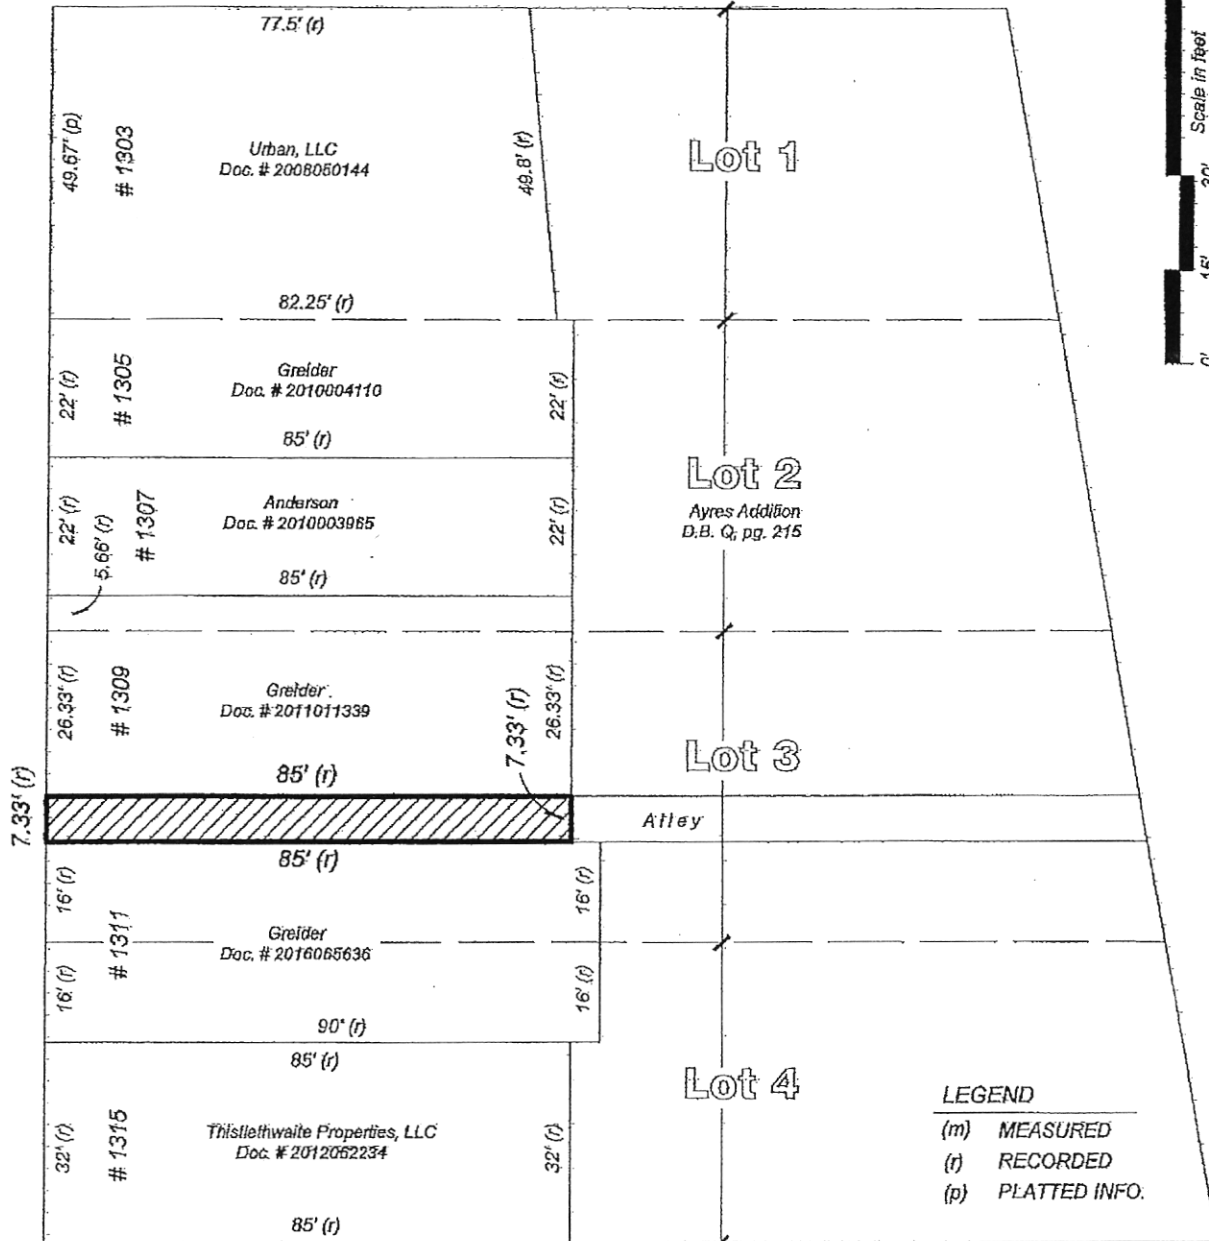 77.5' (r)
49.67' (p)
# 1303
Urban, LLC
Doc. # 2008050144
49.8' (r)
82.25' (r)
Lot 1
Scale in feet
30'
15'
0'
22' (r)
# 1305
Greider
Doc. # 2010004110
22' (r)
85' (r)
22' (r)
5.66' (r)
# 1307
Anderson
Doc. # 2010003965
22' (r)
85' (r)
Lot 2
Ayres Addition
D.B. Q, pg. 215
26.33' (r)
# 1309
Greider
Doc. # 2011011339
26.33' (r)
7.33' (r)
85' (r)
Lot 3
7.33' (r)
Alley
85' (r)
16' (r)
16' (r)
# 1311
Greider
Doc. # 2016065636
16' (r)
16' (r)
90' (r)
85' (r)
32' (r)
# 1315
Thistlethwaite Properties, LLC
Doc. # 2012062234
32' (r)
85' (r)
Lot 4
LEGEND
(m) MEASURED
(r) RECORDED
(p) PLATTED INFO.